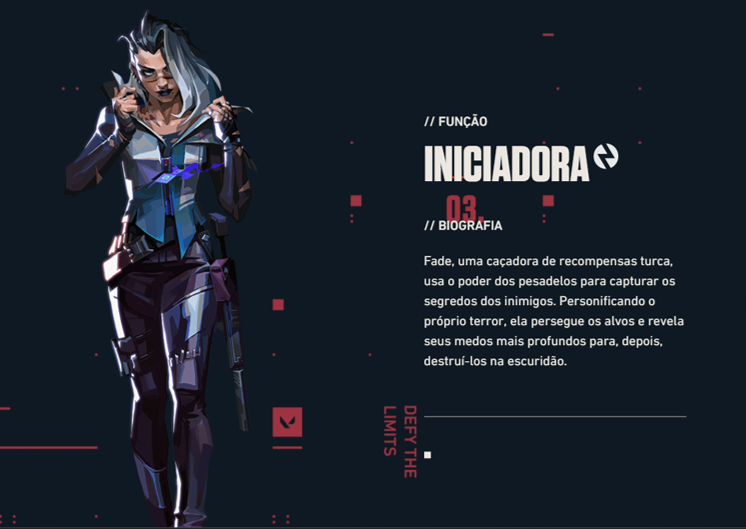 // FUNÇÃO
INICIADORA
03.
// BIOGRAFIA
Fade, uma caçadora de recompensas turca,
usa o poder dos pesadelos para capturar os
segredos dos inimigos. Personificando o
próprio terror, ela persegue os alvos e revela
seus medos mais profundos para, depois,
destruí-los na escuridão.
DEFY THE
LIMITS